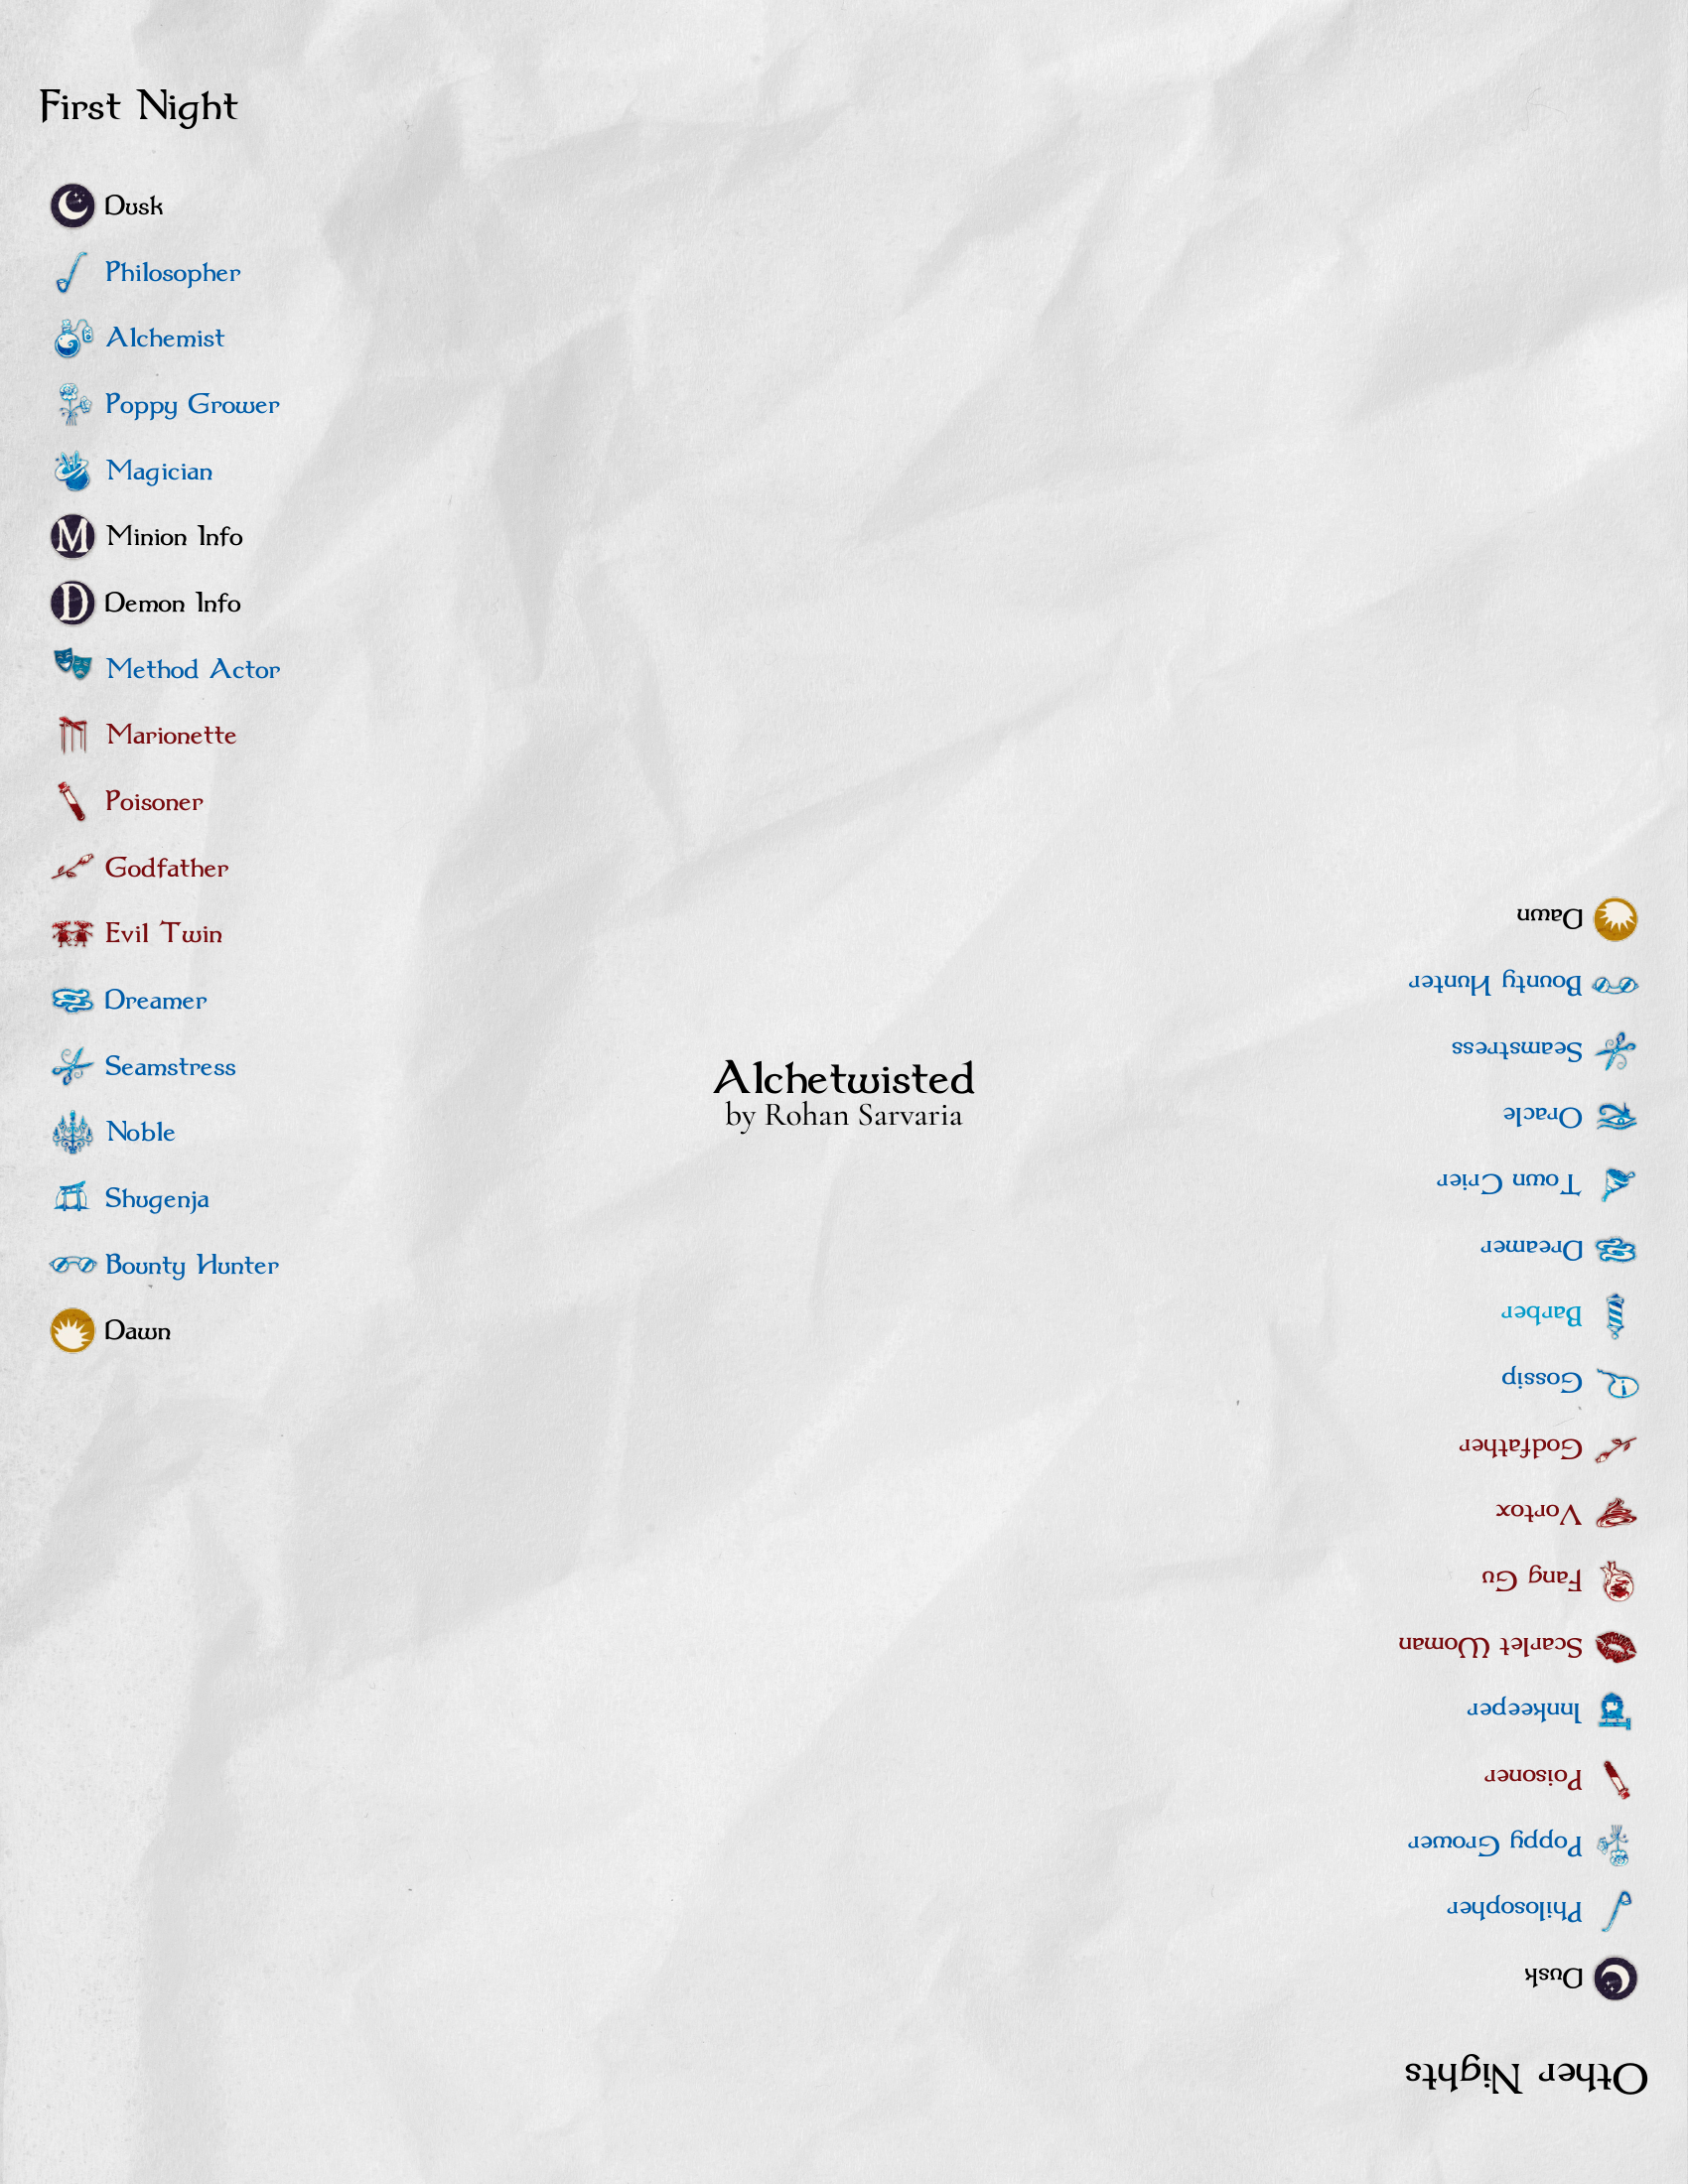 First Night
Dusk
Philosopher
Alchemist
Poppy Grower
Magician
M
Minion Info
D
Demon Info
Method Actor
Marionette
Poisoner
Godfather
Evil Twin
Dreamer
Seamstress
Noble
Shugenja
Bounty Hunter
Dawn
Alchetwisted
by Rohan Sarvaria
Other Nights
Dusk
Philosopher
Poppy Grower
Poisoner
Innkeeper
Scarlet Woman
Fang Gu
Vortox
Godfather
Gossip
Barber
Dreamer
Town Crier
Oracle
Seamstress
Bounty Hunter
Dawn